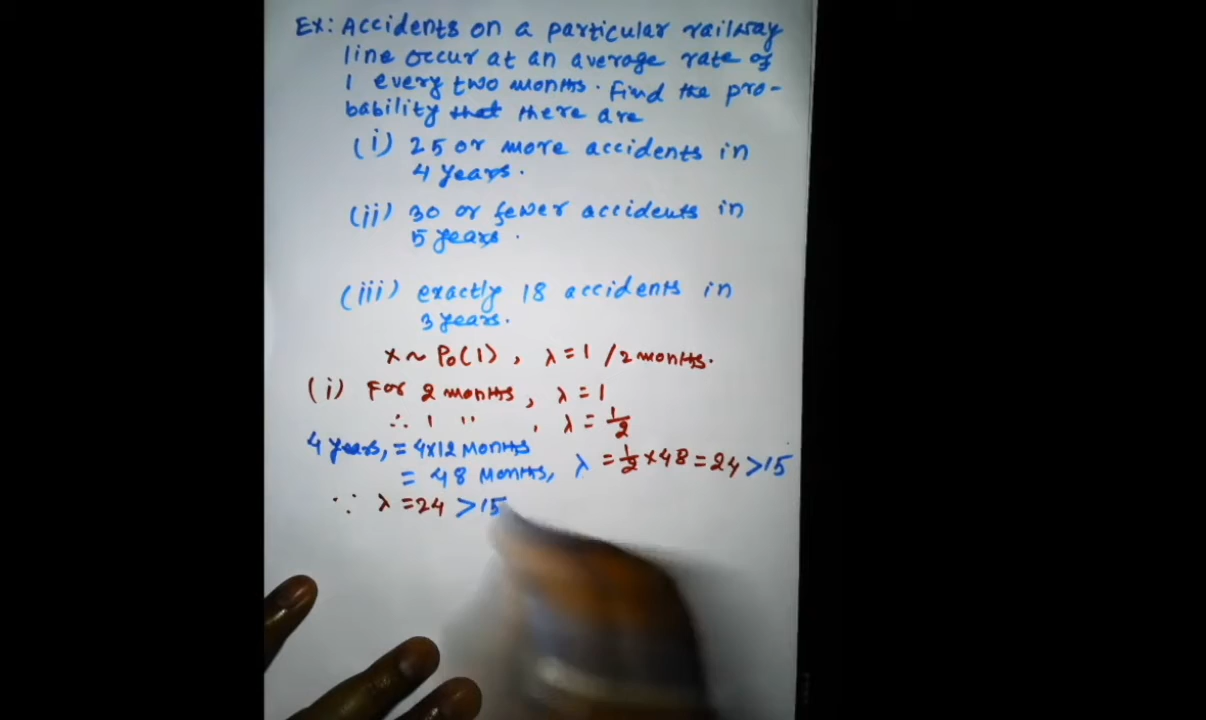 Ex: Accidents on a particular railway
line occur at an average rate of
1 every two months. Find the pro-
bability that there are
(i) 25 or more accidents in
4 years.
(ii) 30 or fewer accidents in
5 years.
(iii) exactly 18 accidents in
3 years.
X ~ Po(1), λ = 1 / 2 months.
(i) For 2 months, λ = 1
∴ 1 " , λ = 1/2
4 years, = 4x12 Months
= 48 Months, λ = 1/2 x 48 = 24 > 15
∵ λ = 24 > 15